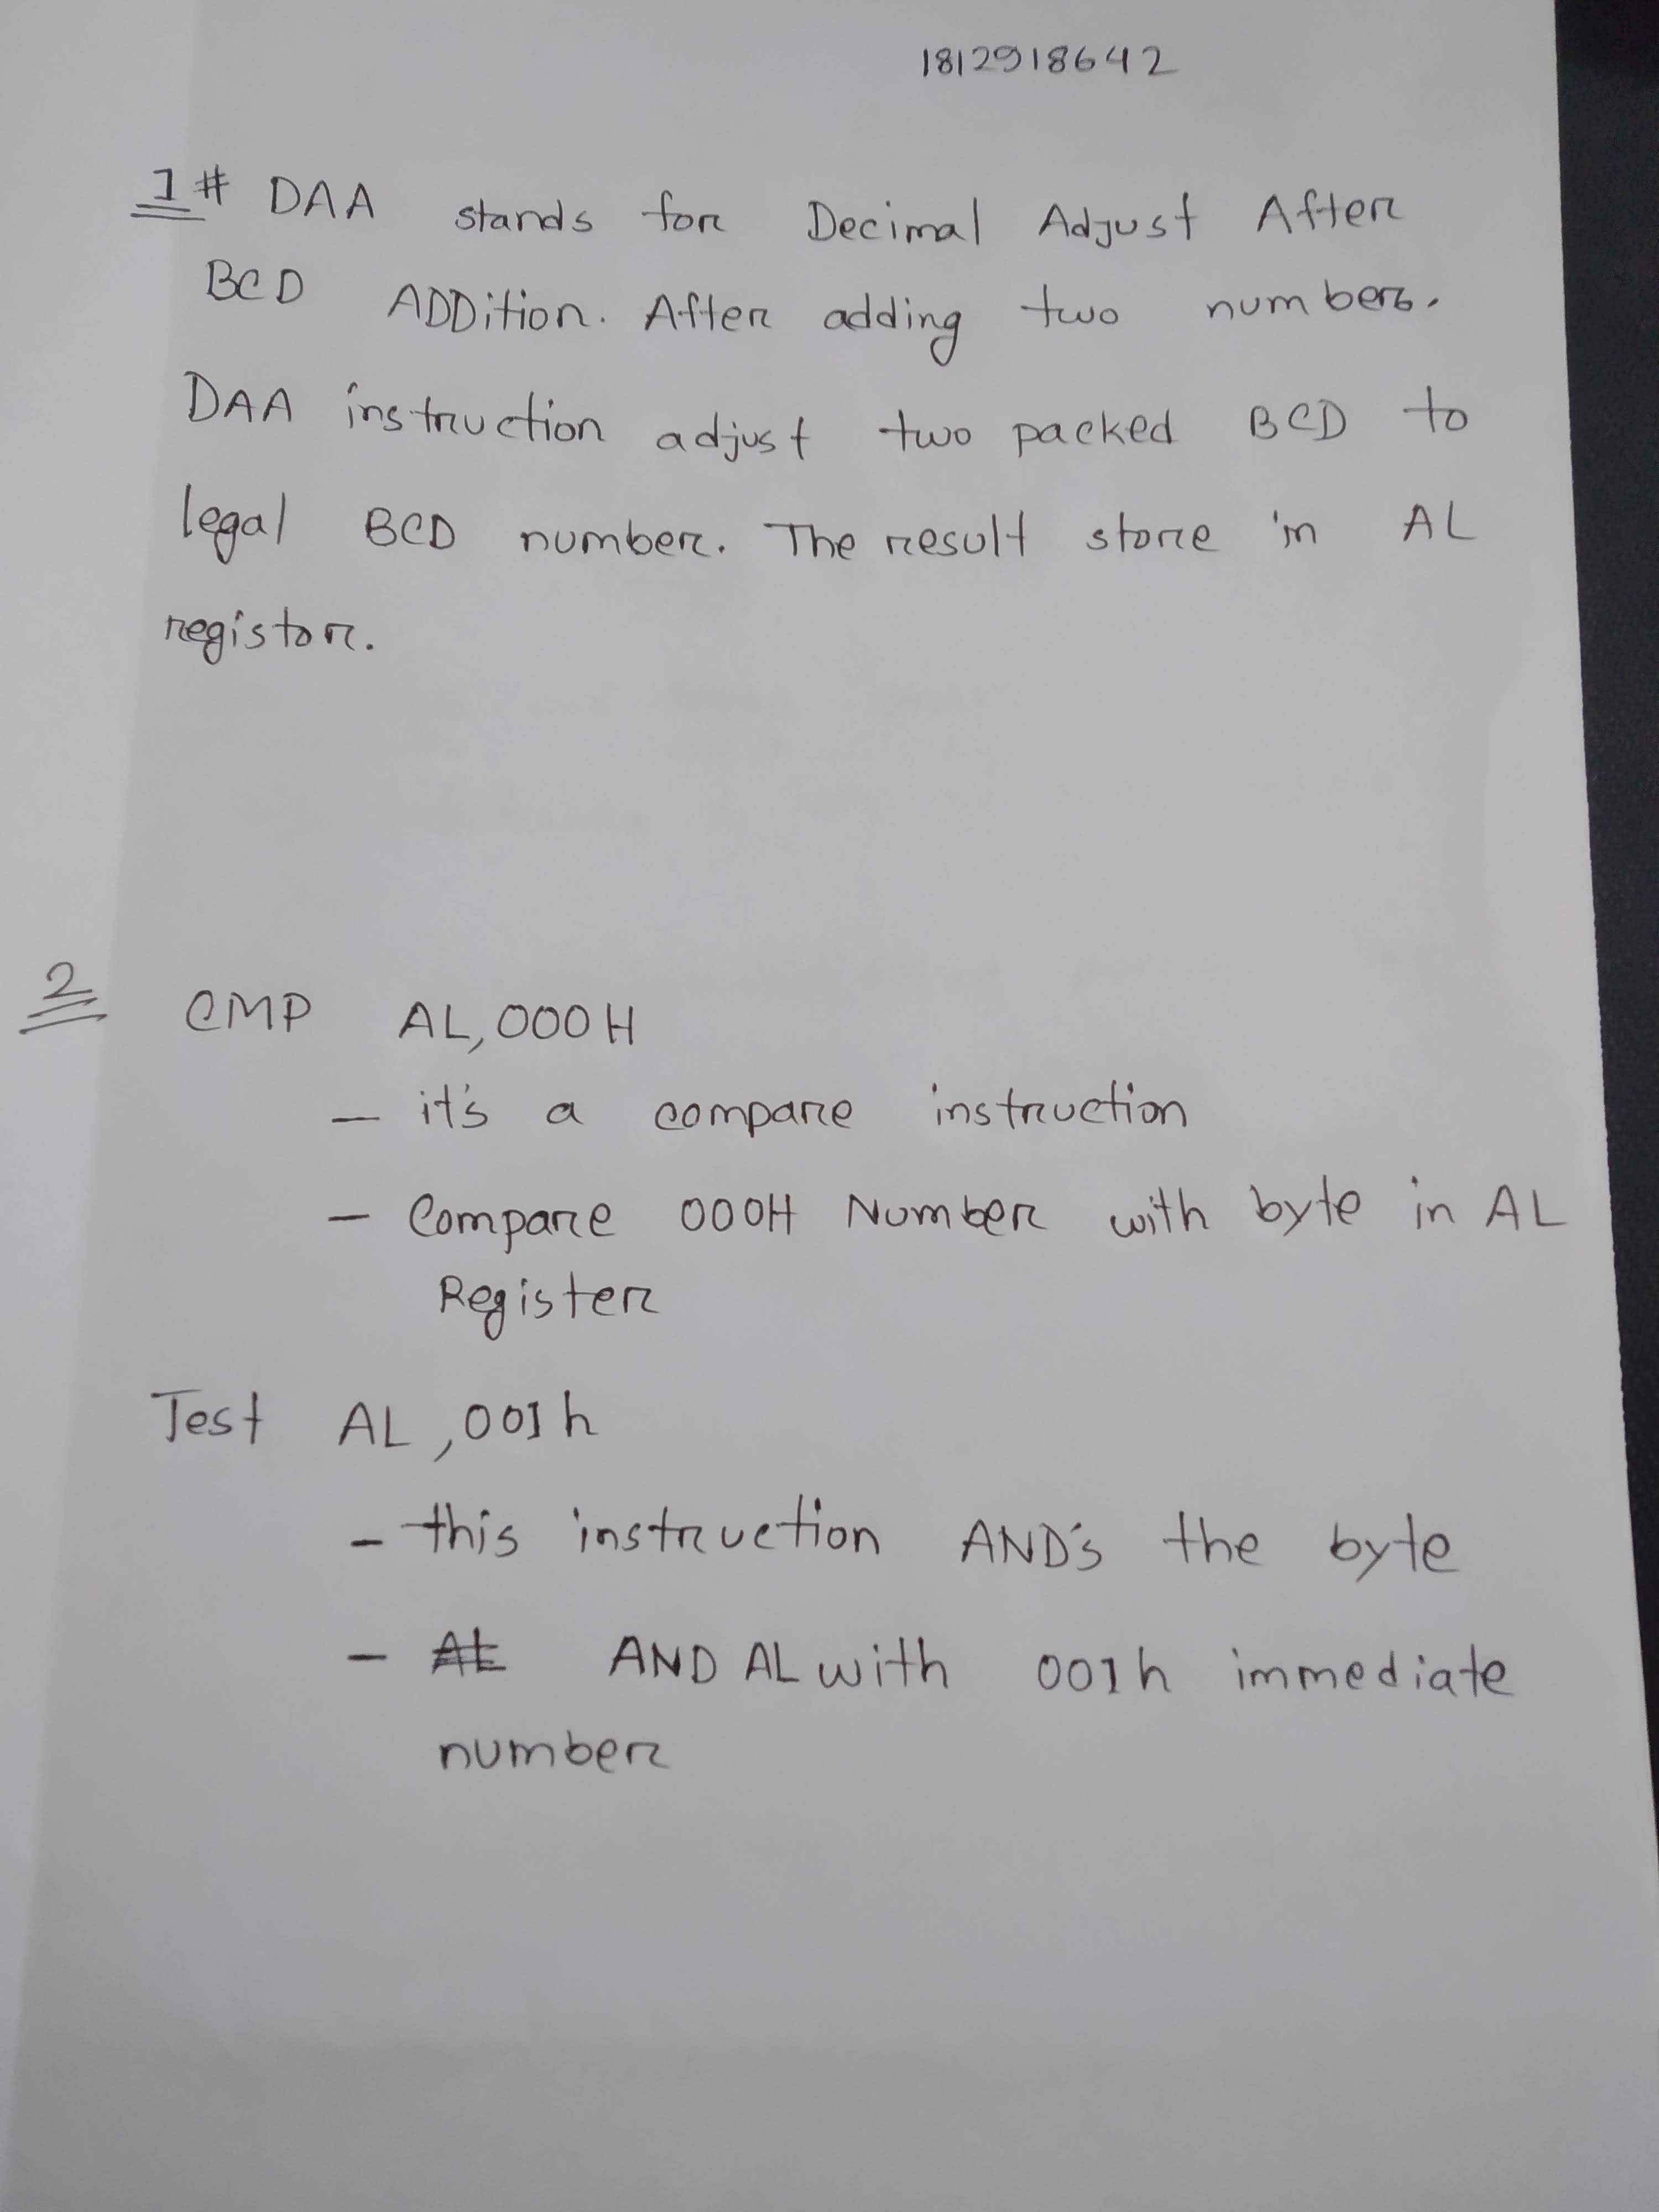 1812918642
1# DAA stands for Decimal Adjust After
BCD ADDition. After adding two numbers.
DAA instruction adjust two packed BCD to
legal BCD number. The result store in AL
registor.
2 CMP AL,000H
- it's a compare instruction
- Compare 000H Number with byte in AL
Register
Test AL,001h
- this instruction AND's the byte
- AL AND AL with 001h immediate
number